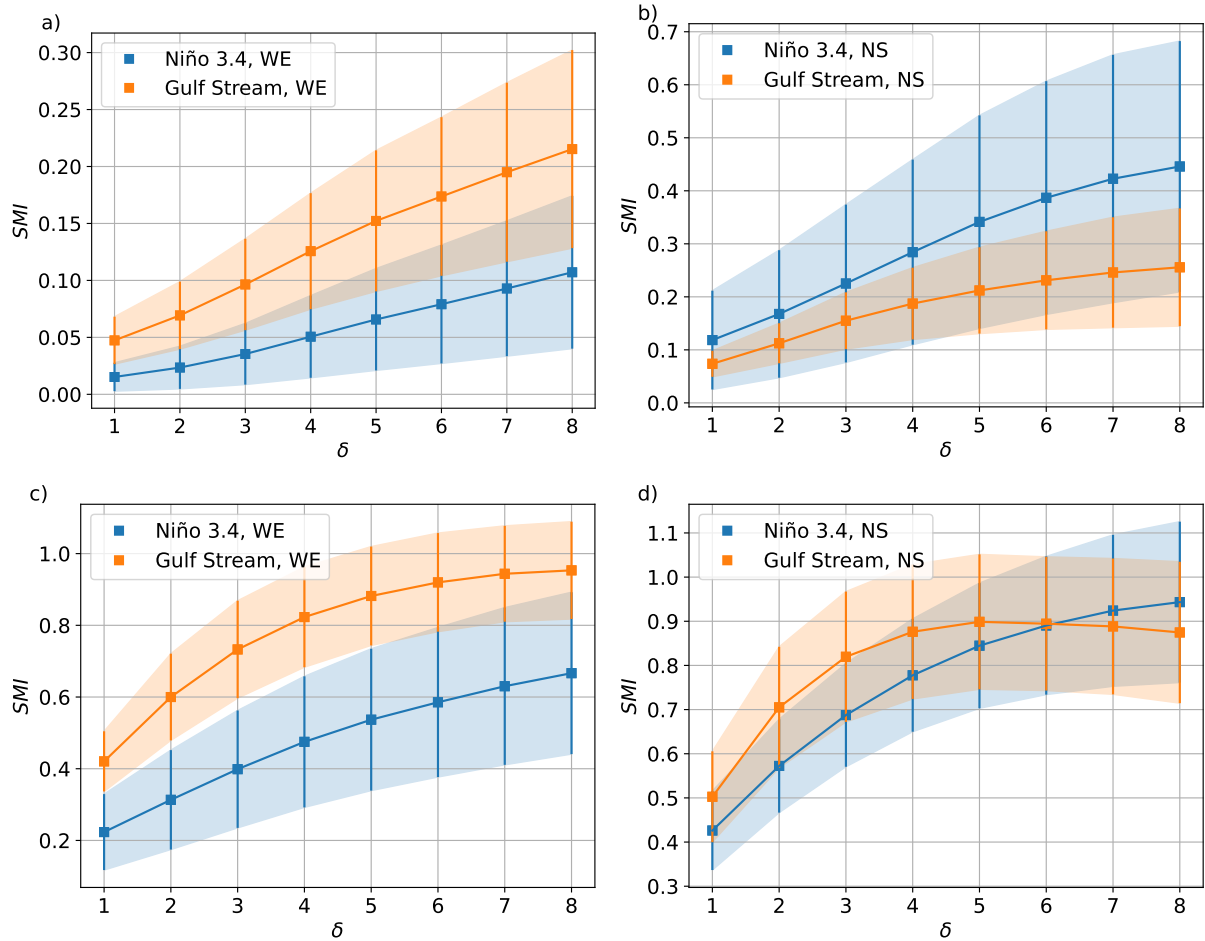 a)
Niño 3.4, WE
Gulf Stream, WE
0.30
0.25
0.20
0.15
0.10
0.05
0.00
SMI
1 2 3 4 5 6 7 8
δ
b)
Niño 3.4, NS
Gulf Stream, NS
0.7
0.6
0.5
0.4
0.3
0.2
0.1
0.0
SMI
1 2 3 4 5 6 7 8
δ
c)
Niño 3.4, WE
Gulf Stream, WE
1.0
0.8
0.6
0.4
0.2
SMI
1 2 3 4 5 6 7 8
δ
d)
Niño 3.4, NS
Gulf Stream, NS
1.1
1.0
0.9
0.8
0.7
0.6
0.5
0.4
0.3
SMI
1 2 3 4 5 6 7 8
δ